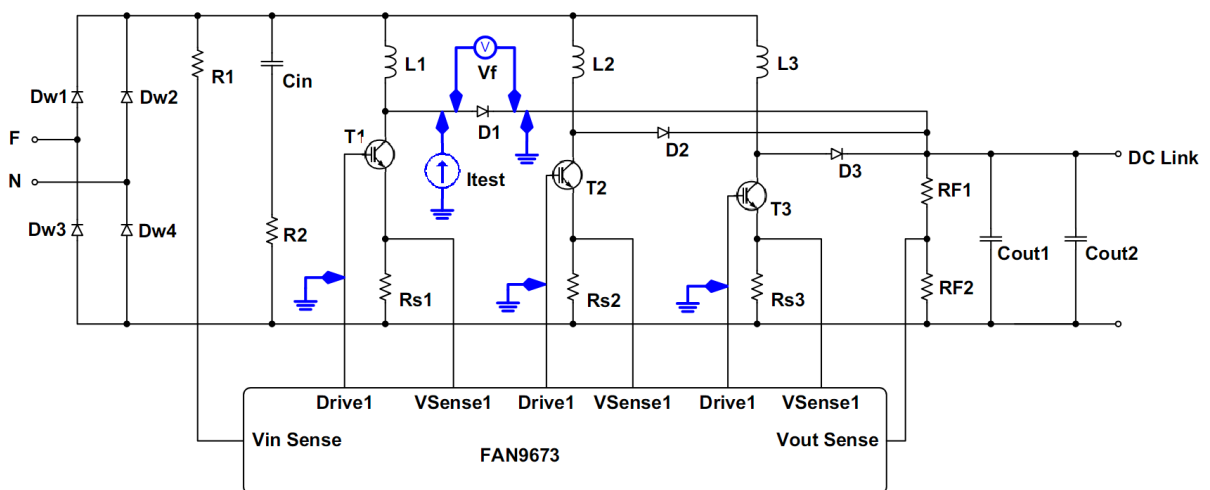 L1
L2
L3
R1
Cin
V
Vf
Dw1
Dw2
F
T1
D1
D2
D3
DC Link
N
Itest
T2
T3
RF1
Dw3
Dw4
R2
Cout1
Cout2
Rs1
Rs2
Rs3
RF2
Drive1
VSense1
Drive1
VSense1
Drive1
VSense1
Vin Sense
Vout Sense
FAN9673